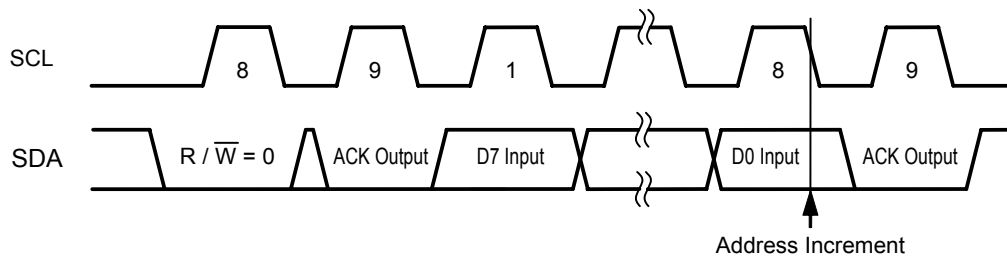 SCL
8
9
1
8
9
SDA
R / W̅ = 0
ACK Output
D7 Input
D0 Input
ACK Output
Address Increment